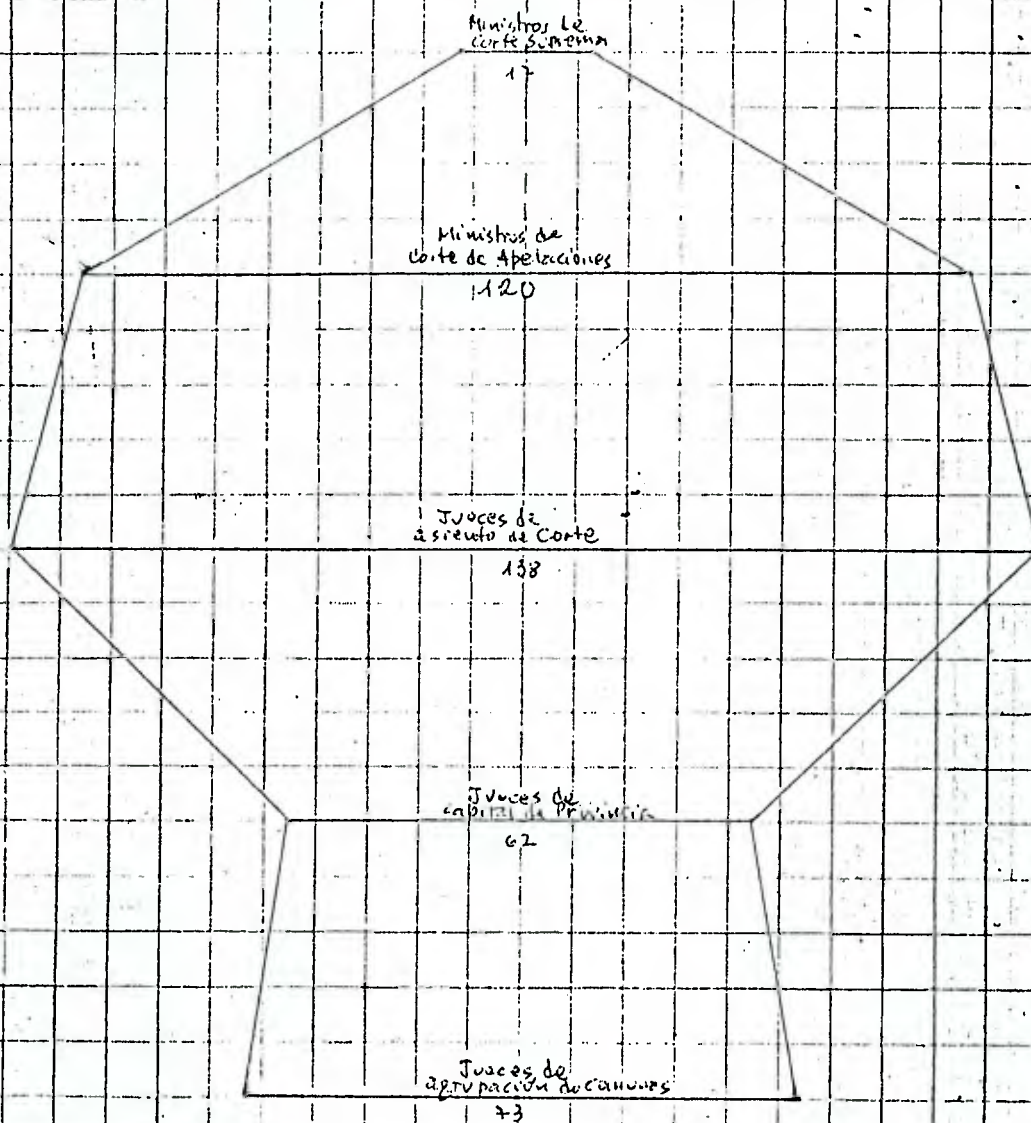 Ministros de
Corte Suprema
17
Ministros de
Corte de Apelaciones
120
Jueces de
asiento de Corte
138
Jueces de
capital de Provincia
62
Jueces de
agrupación de Comunas
73